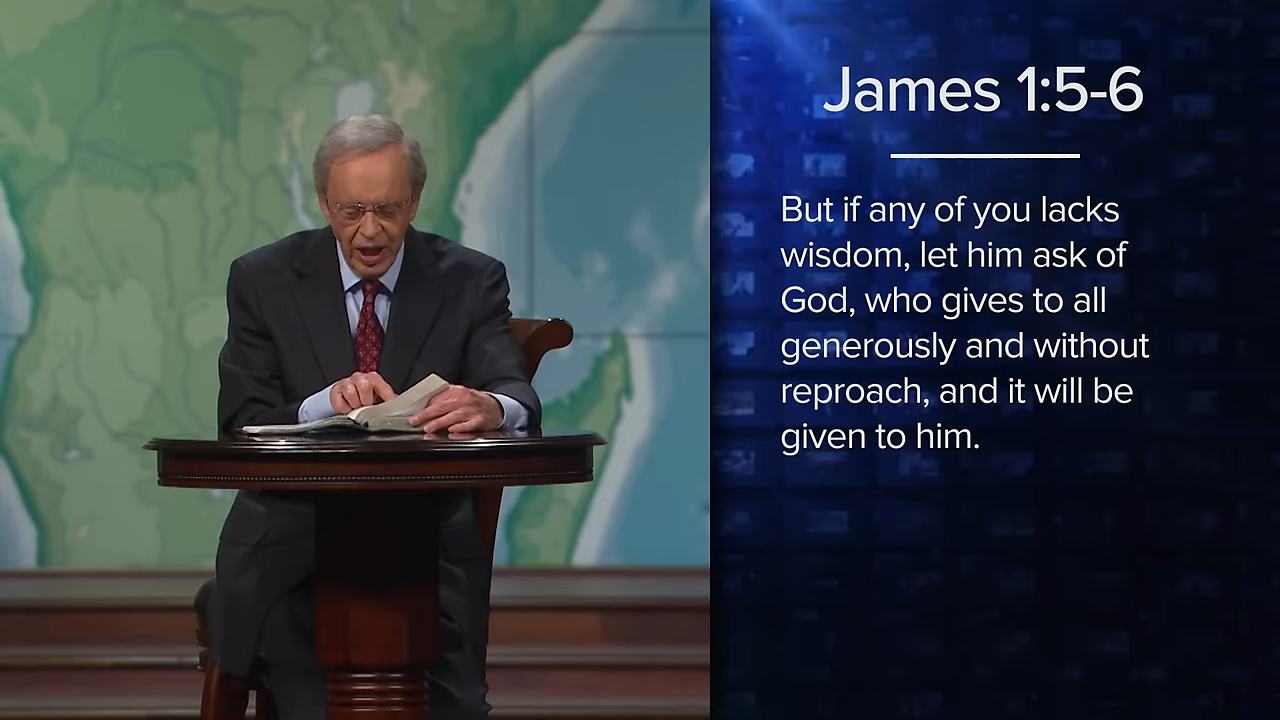 James 1:5-6
But if any of you lacks
wisdom, let him ask of
God, who gives to all
generously and without
reproach, and it will be
given to him.